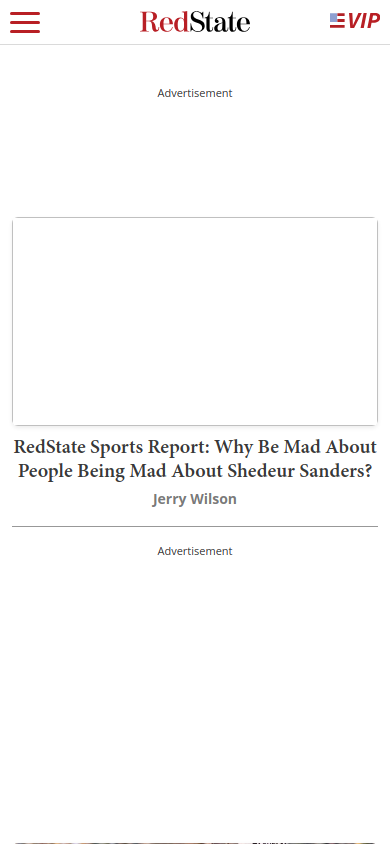 RedState
VIP
Advertisement
RedState Sports Report: Why Be Mad About
People Being Mad About Shedeur Sanders?
Jerry Wilson
Advertisement